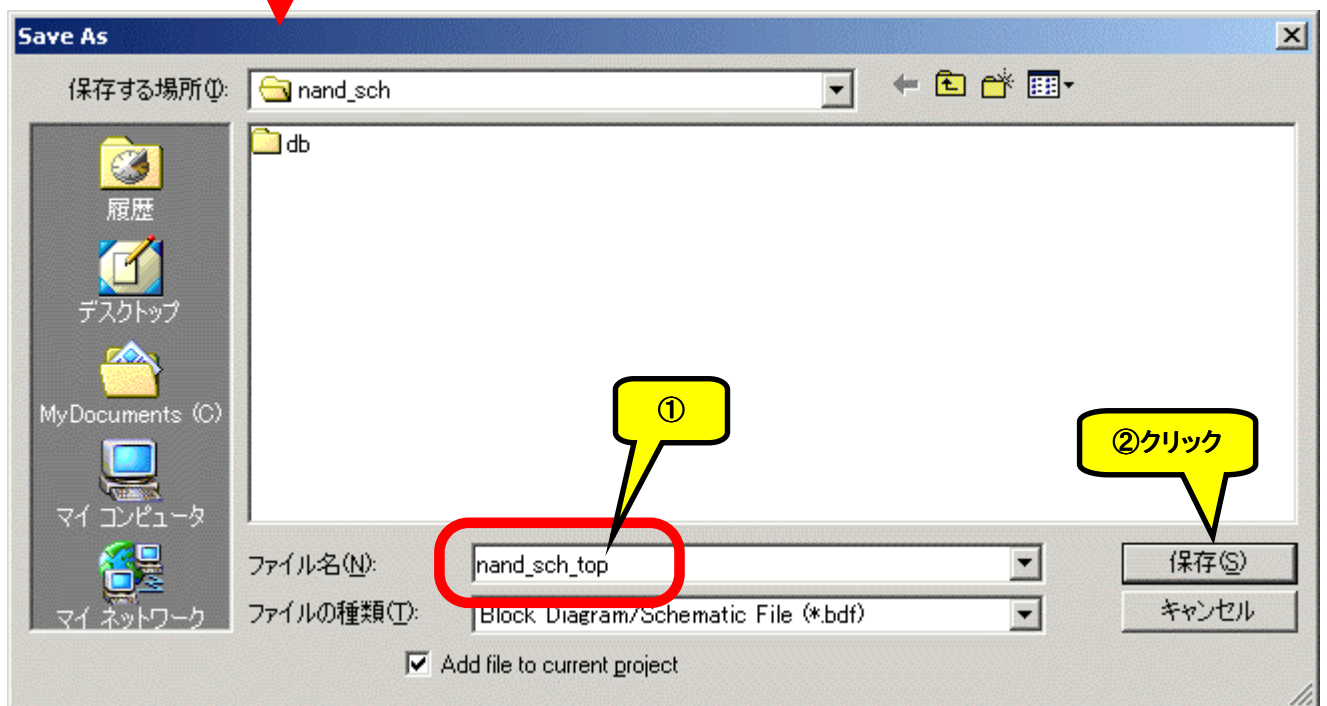 Save As
保存する場所(I):
nand_sch
db
履歴
デスクトップ
MyDocuments (C)
マイ コンピュータ
マイ ネットワーク
①
②クリック
ファイル名(N):
nand_sch_top
保存(S)
ファイルの種類(T):
Block Diagram/Schematic File (*.bdf)
キャンセル
Add file to current project